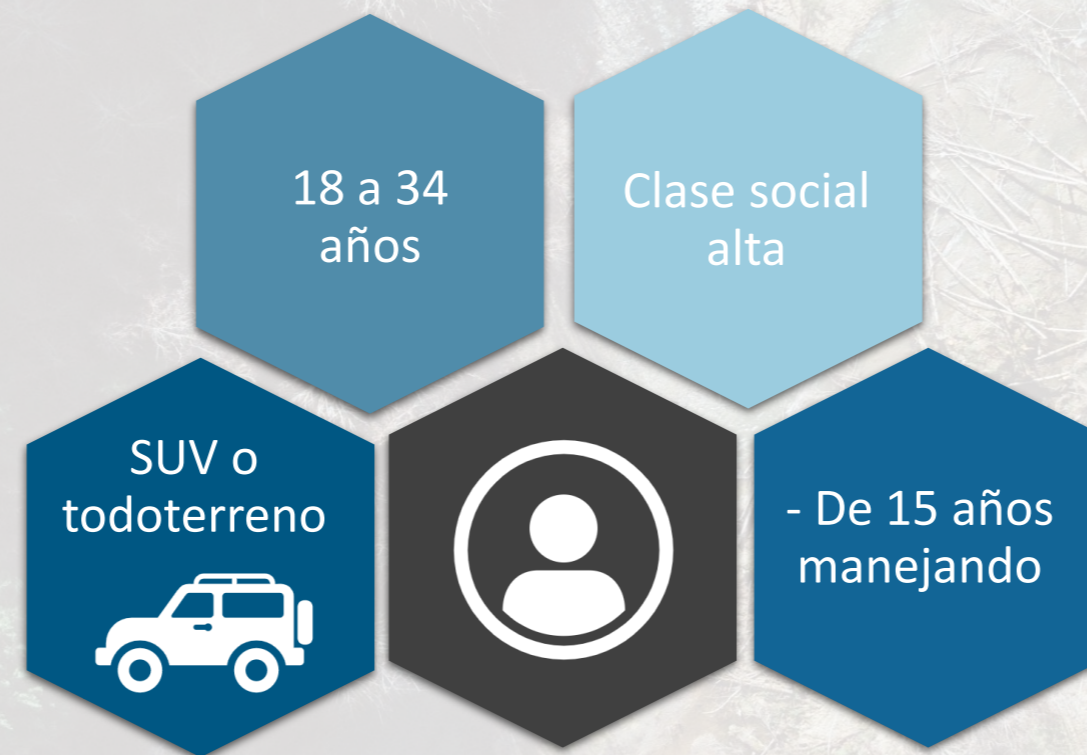 18 a 34
años
Clase social
alta
SUV o
todoterreno
- De 15 años
manejando